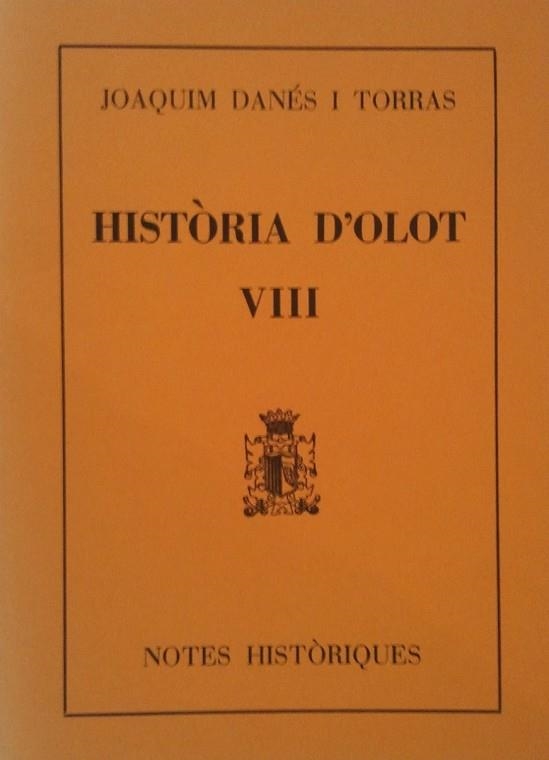 JOAQUIM DANÉS I TORRAS
HISTÒRIA D'OLOT
VIII
NOTES HISTÒRIQUES